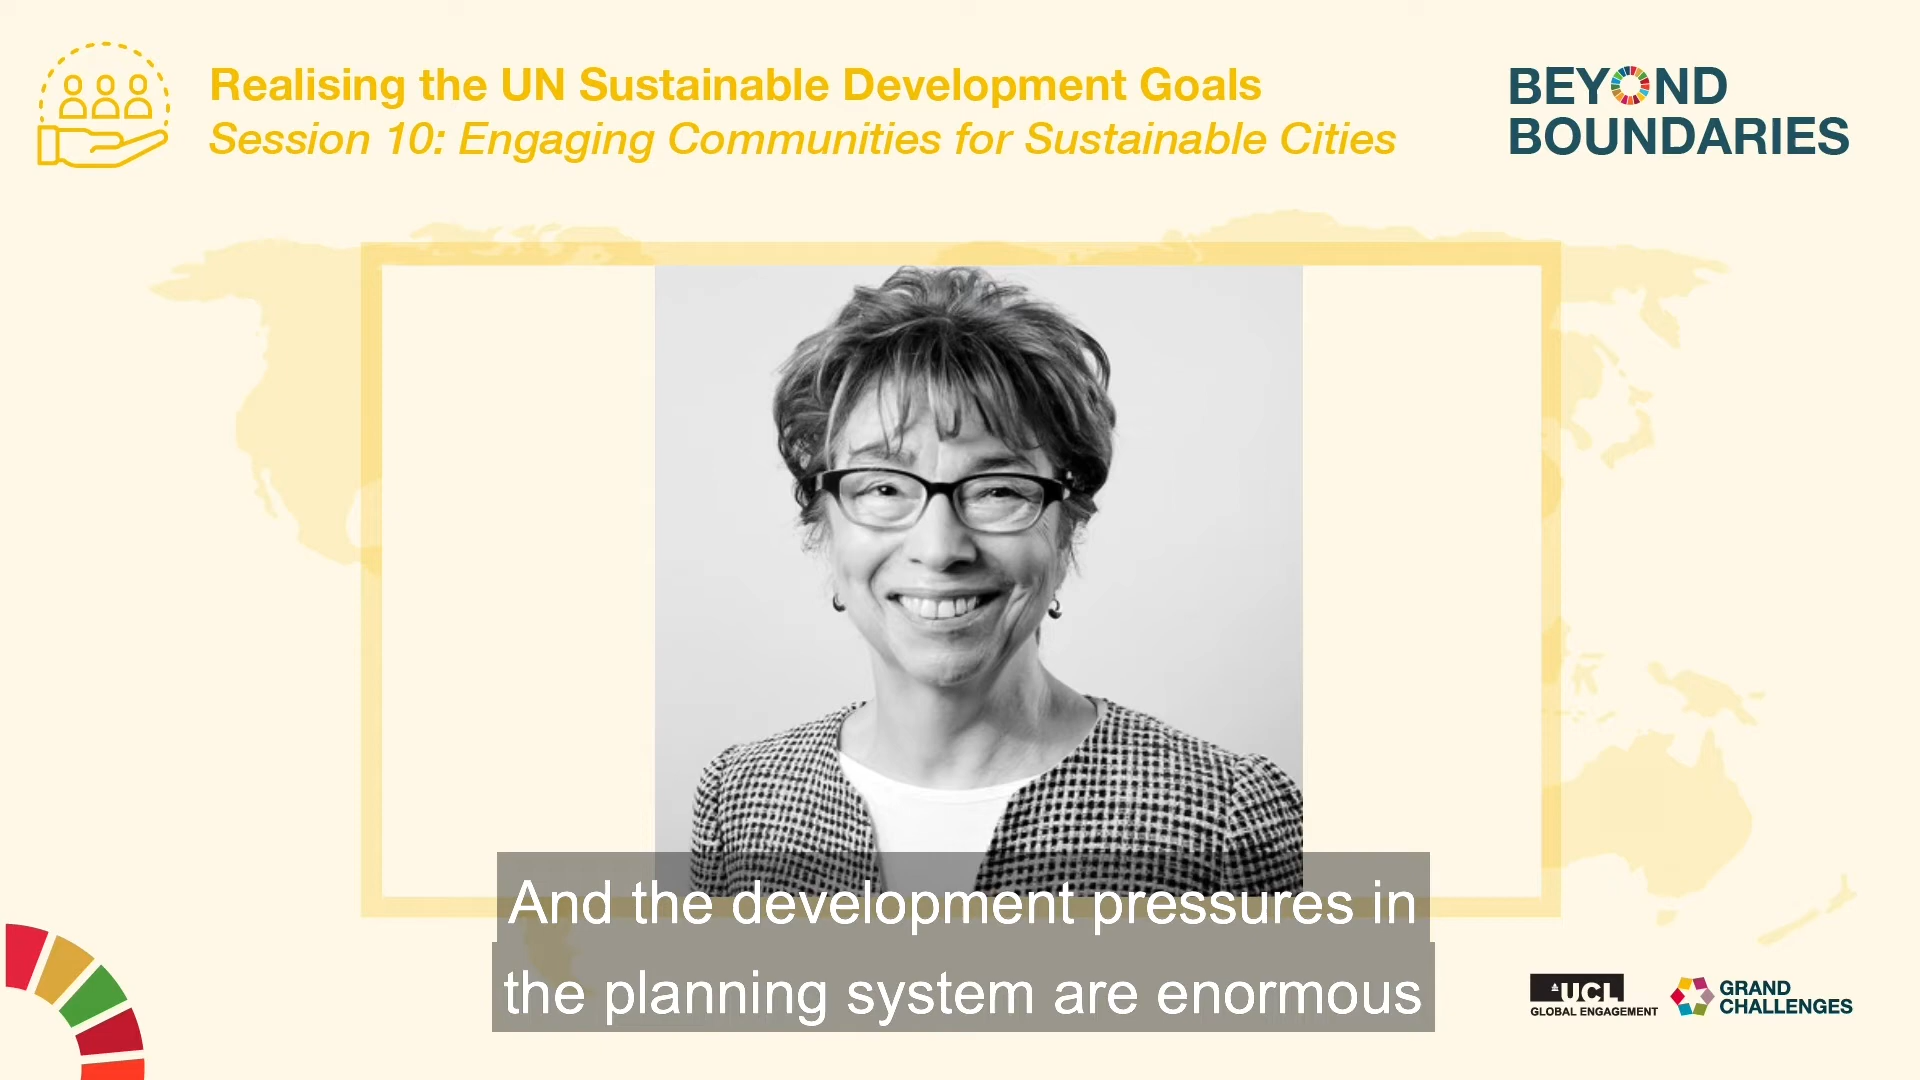 Realising the UN Sustainable Development Goals
Session 10: Engaging Communities for Sustainable Cities
BEYOND
BOUNDARIES
And the development pressures in
the planning system are enormous
UCL
GLOBAL ENGAGEMENT
GRAND
CHALLENGES